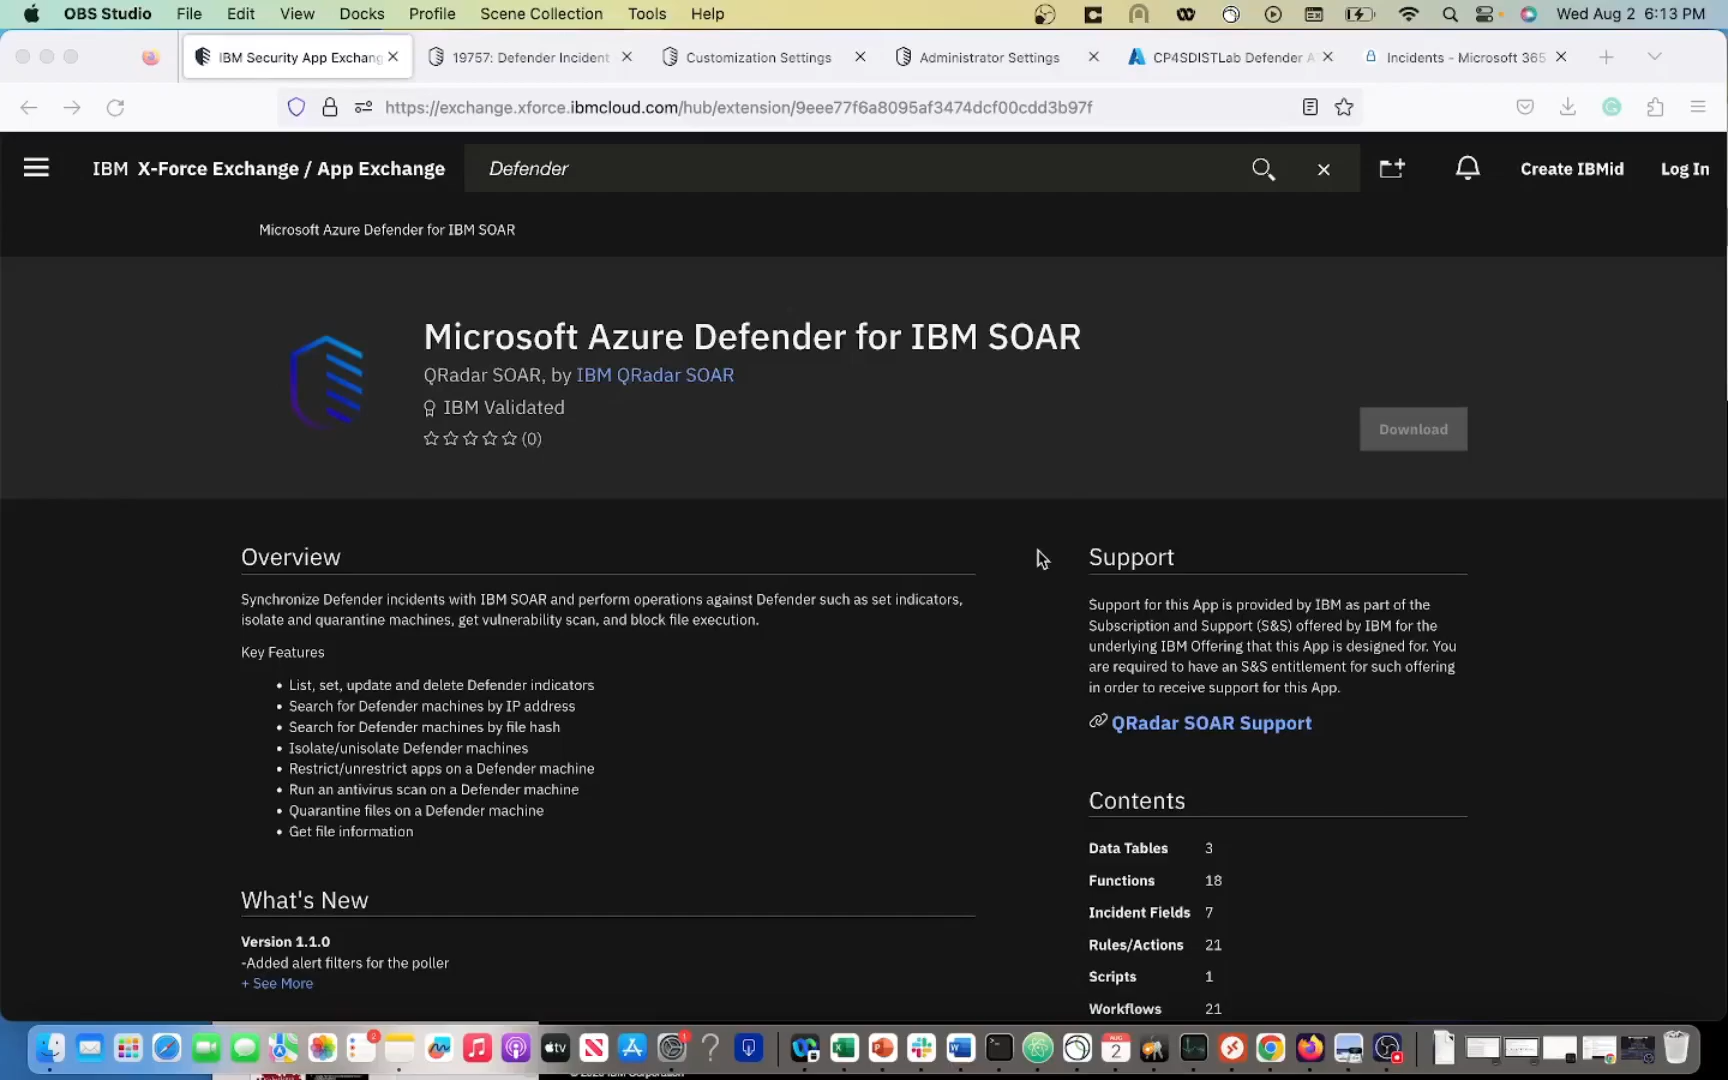 OBS Studio File Edit View Docks Profile Scene Collection Tools Help Wed Aug 2 6:13 PM
IBM Security App Exchang 19757: Defender Incident Customization Settings Administrator Settings CP4SDISTLab Defender A Incidents - Microsoft 365
https://exchange.xforce.ibmcloud.com/hub/extension/9eee77f6a8095af3474dcf00cdd3b97f
IBM X-Force Exchange / App Exchange Defender Create IBMid Log In
Microsoft Azure Defender for IBM SOAR
Microsoft Azure Defender for IBM SOAR
QRadar SOAR, by IBM QRadar SOAR
IBM Validated
(0)
Download
Overview
Synchronize Defender incidents with IBM SOAR and perform operations against Defender such as set indicators,
isolate and quarantine machines, get vulnerability scan, and block file execution.
Key Features
• List, set, update and delete Defender indicators
• Search for Defender machines by IP address
• Search for Defender machines by file hash
• Isolate/unisolate Defender machines
• Restrict/unrestrict apps on a Defender machine
• Run an antivirus scan on a Defender machine
• Quarantine files on a Defender machine
• Get file information
What's New
Version 1.1.0
-Added alert filters for the poller
+ See More
Support
Support for this App is provided by IBM as part of the
Subscription and Support (S&S) offered by IBM for the
underlying IBM Offering that this App is designed for. You
are required to have an S&S entitlement for such offering
in order to receive support for this App.
QRadar SOAR Support
Contents
Data Tables 3
Functions 18
Incident Fields 7
Rules/Actions 21
Scripts 1
Workflows 21
2 tv 1 AUG 2